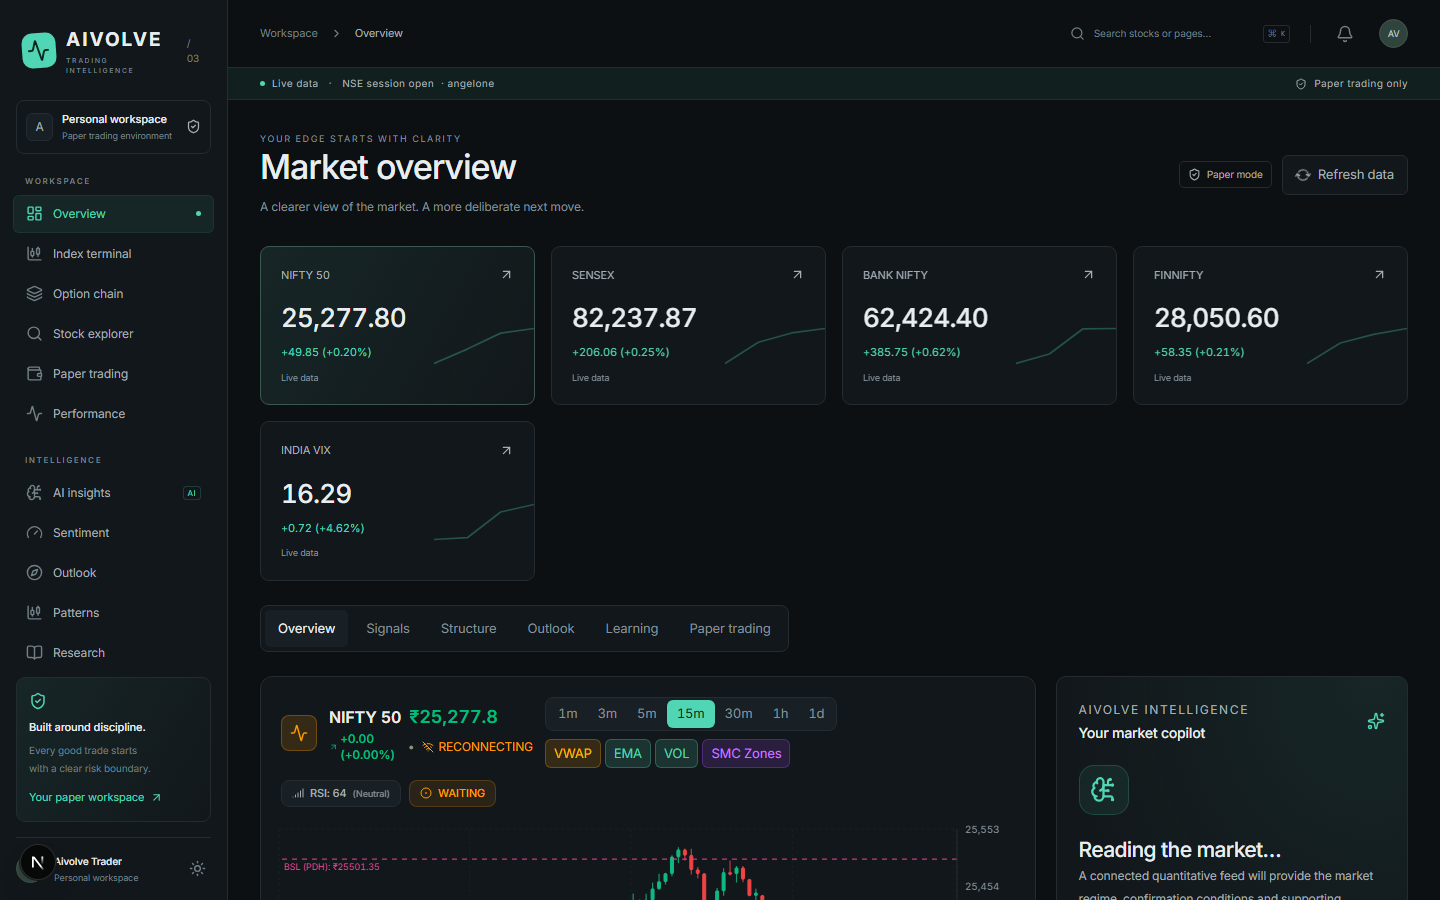 AIVOLVE
TRADING
INTELLIGENCE
/
03
A
Personal workspace
Paper trading environment
WORKSPACE
Overview
Index terminal
Option chain
Stock explorer
Paper trading
Performance
INTELLIGENCE
AI insights
AI
Sentiment
Outlook
Patterns
Research
Built around discipline.
Every good trade starts
with a clear risk boundary.
Your paper workspace
N
Aivolve Trader
Personal workspace
Workspace
Overview
Search stocks or pages...
⌘ K
AV
Live data · NSE session open · angelone
Paper trading only
YOUR EDGE STARTS WITH CLARITY
Market overview
A clearer view of the market. A more deliberate next move.
Paper mode
Refresh data
NIFTY 50
25,277.80
+49.85 (+0.20%)
Live data
SENSEX
82,237.87
+206.06 (+0.25%)
Live data
BANK NIFTY
62,424.40
+385.75 (+0.62%)
Live data
FINNIFTY
28,050.60
+58.35 (+0.21%)
Live data
INDIA VIX
16.29
+0.72 (+4.62%)
Live data
Overview
Signals
Structure
Outlook
Learning
Paper trading
NIFTY 50 ₹25,277.8
+0.00
(+0.00%)
• RECONNECTING
1m 3m 5m 15m 30m 1h 1d
VWAP EMA VOL SMC Zones
RSI: 64 (Neutral)
WAITING
25,553
BSL (PDH): ₹25501.35
25,454
AIVOLVE INTELLIGENCE
Your market copilot
Reading the market...
A connected quantitative feed will provide the market
regime, confirmation conditions and supporting